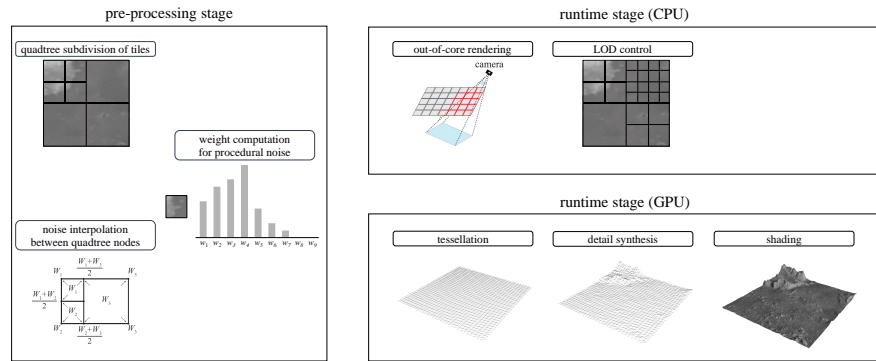 pre-processing stage
quadtree subdivision of tiles
weight computation
for procedural noise
w1 w2 w3 w4 w5 w6 w7 w8 w9
noise interpolation
between quadtree nodes
W1 (W1+W3)/2 W3
W1
(W1+W2)/2 W3
W2
W2 (W2+W3)/2 W3
runtime stage (CPU)
out-of-core rendering
camera
LOD control
runtime stage (GPU)
tessellation
detail synthesis
shading